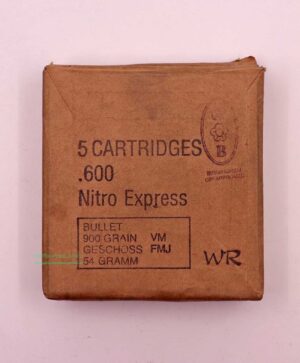 5 CARTRIDGES
.600
Nitro Express
B
BULLET
900 GRAIN VM
GESCHOSS FMJ
54 GRAMM
WR